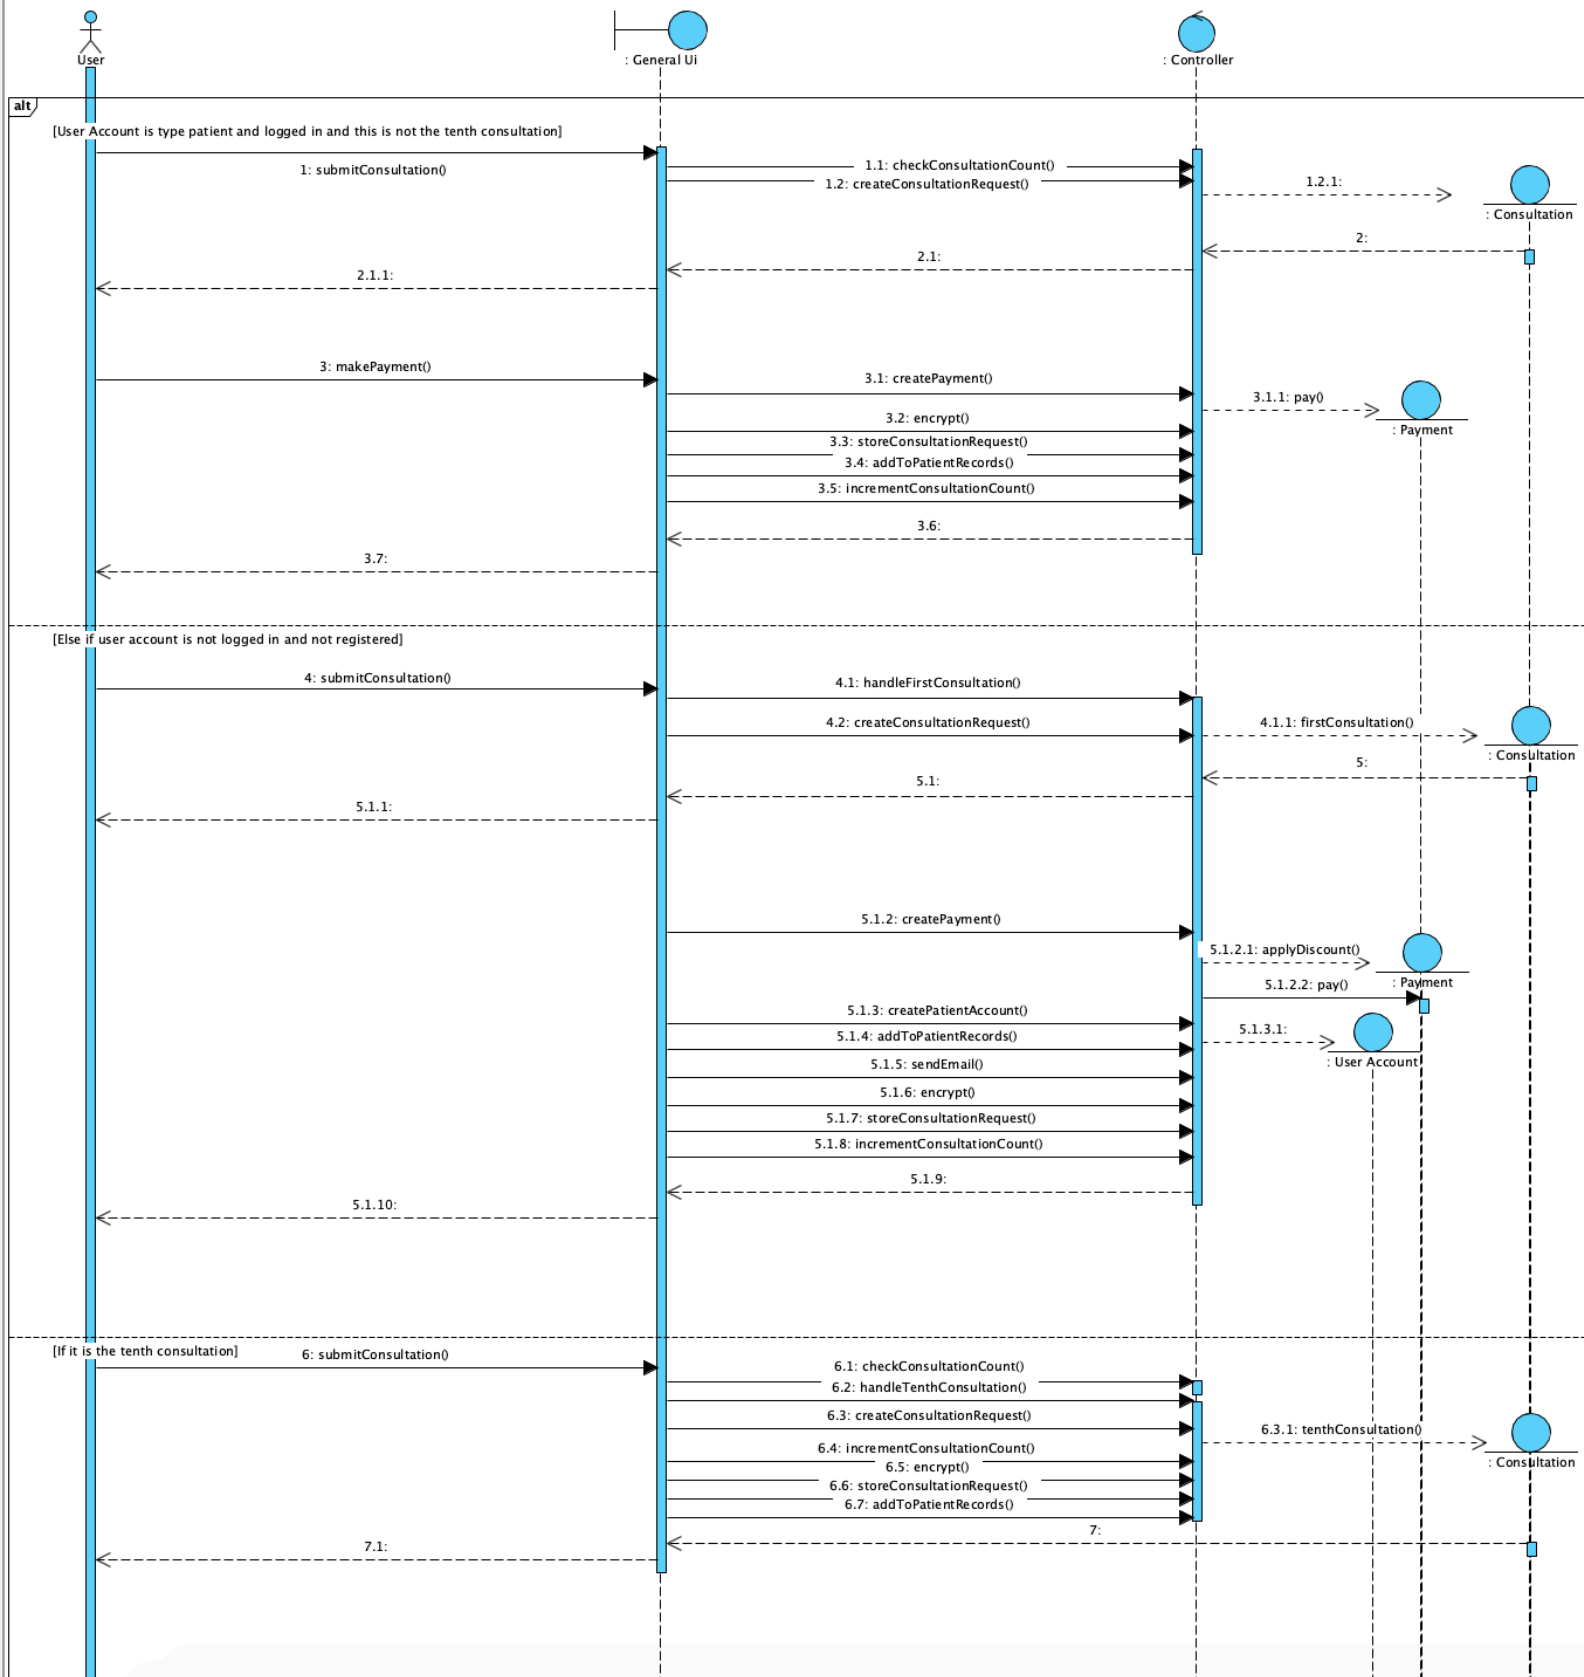 User
: General Ui
: Controller
alt
[User Account is type patient and logged in and this is not the tenth consultation]
1: submitConsultation()
1.1: checkConsultationCount()
1.2: createConsultationRequest()
1.2.1:
: Consultation
2:
2.1:
2.1.1:
3: makePayment()
3.1: createPayment()
3.1.1: pay()
: Payment
3.2: encrypt()
3.3: storeConsultationRequest()
3.4: addToPatientRecords()
3.5: incrementConsultationCount()
3.6:
3.7:
[Else if user account is not logged in and not registered]
4: submitConsultation()
4.1: handleFirstConsultation()
4.2: createConsultationRequest()
4.1.1: firstConsultation()
: Consultation
5:
5.1:
5.1.1:
5.1.2: createPayment()
5.1.2.1: applyDiscount()
: Payment
5.1.2.2: pay()
5.1.3: createPatientAccount()
5.1.4: addToPatientRecords()
5.1.3.1:
: User Account
5.1.5: sendEmail()
5.1.6: encrypt()
5.1.7: storeConsultationRequest()
5.1.8: incrementConsultationCount()
5.1.9:
5.1.10:
[If it is the tenth consultation]
6: submitConsultation()
6.1: checkConsultationCount()
6.2: handleTenthConsultation()
6.3: createConsultationRequest()
6.3.1: tenthConsultation()
: Consultation
6.4: incrementConsultationCount()
6.5: encrypt()
6.6: storeConsultationRequest()
6.7: addToPatientRecords()
7:
7.1: